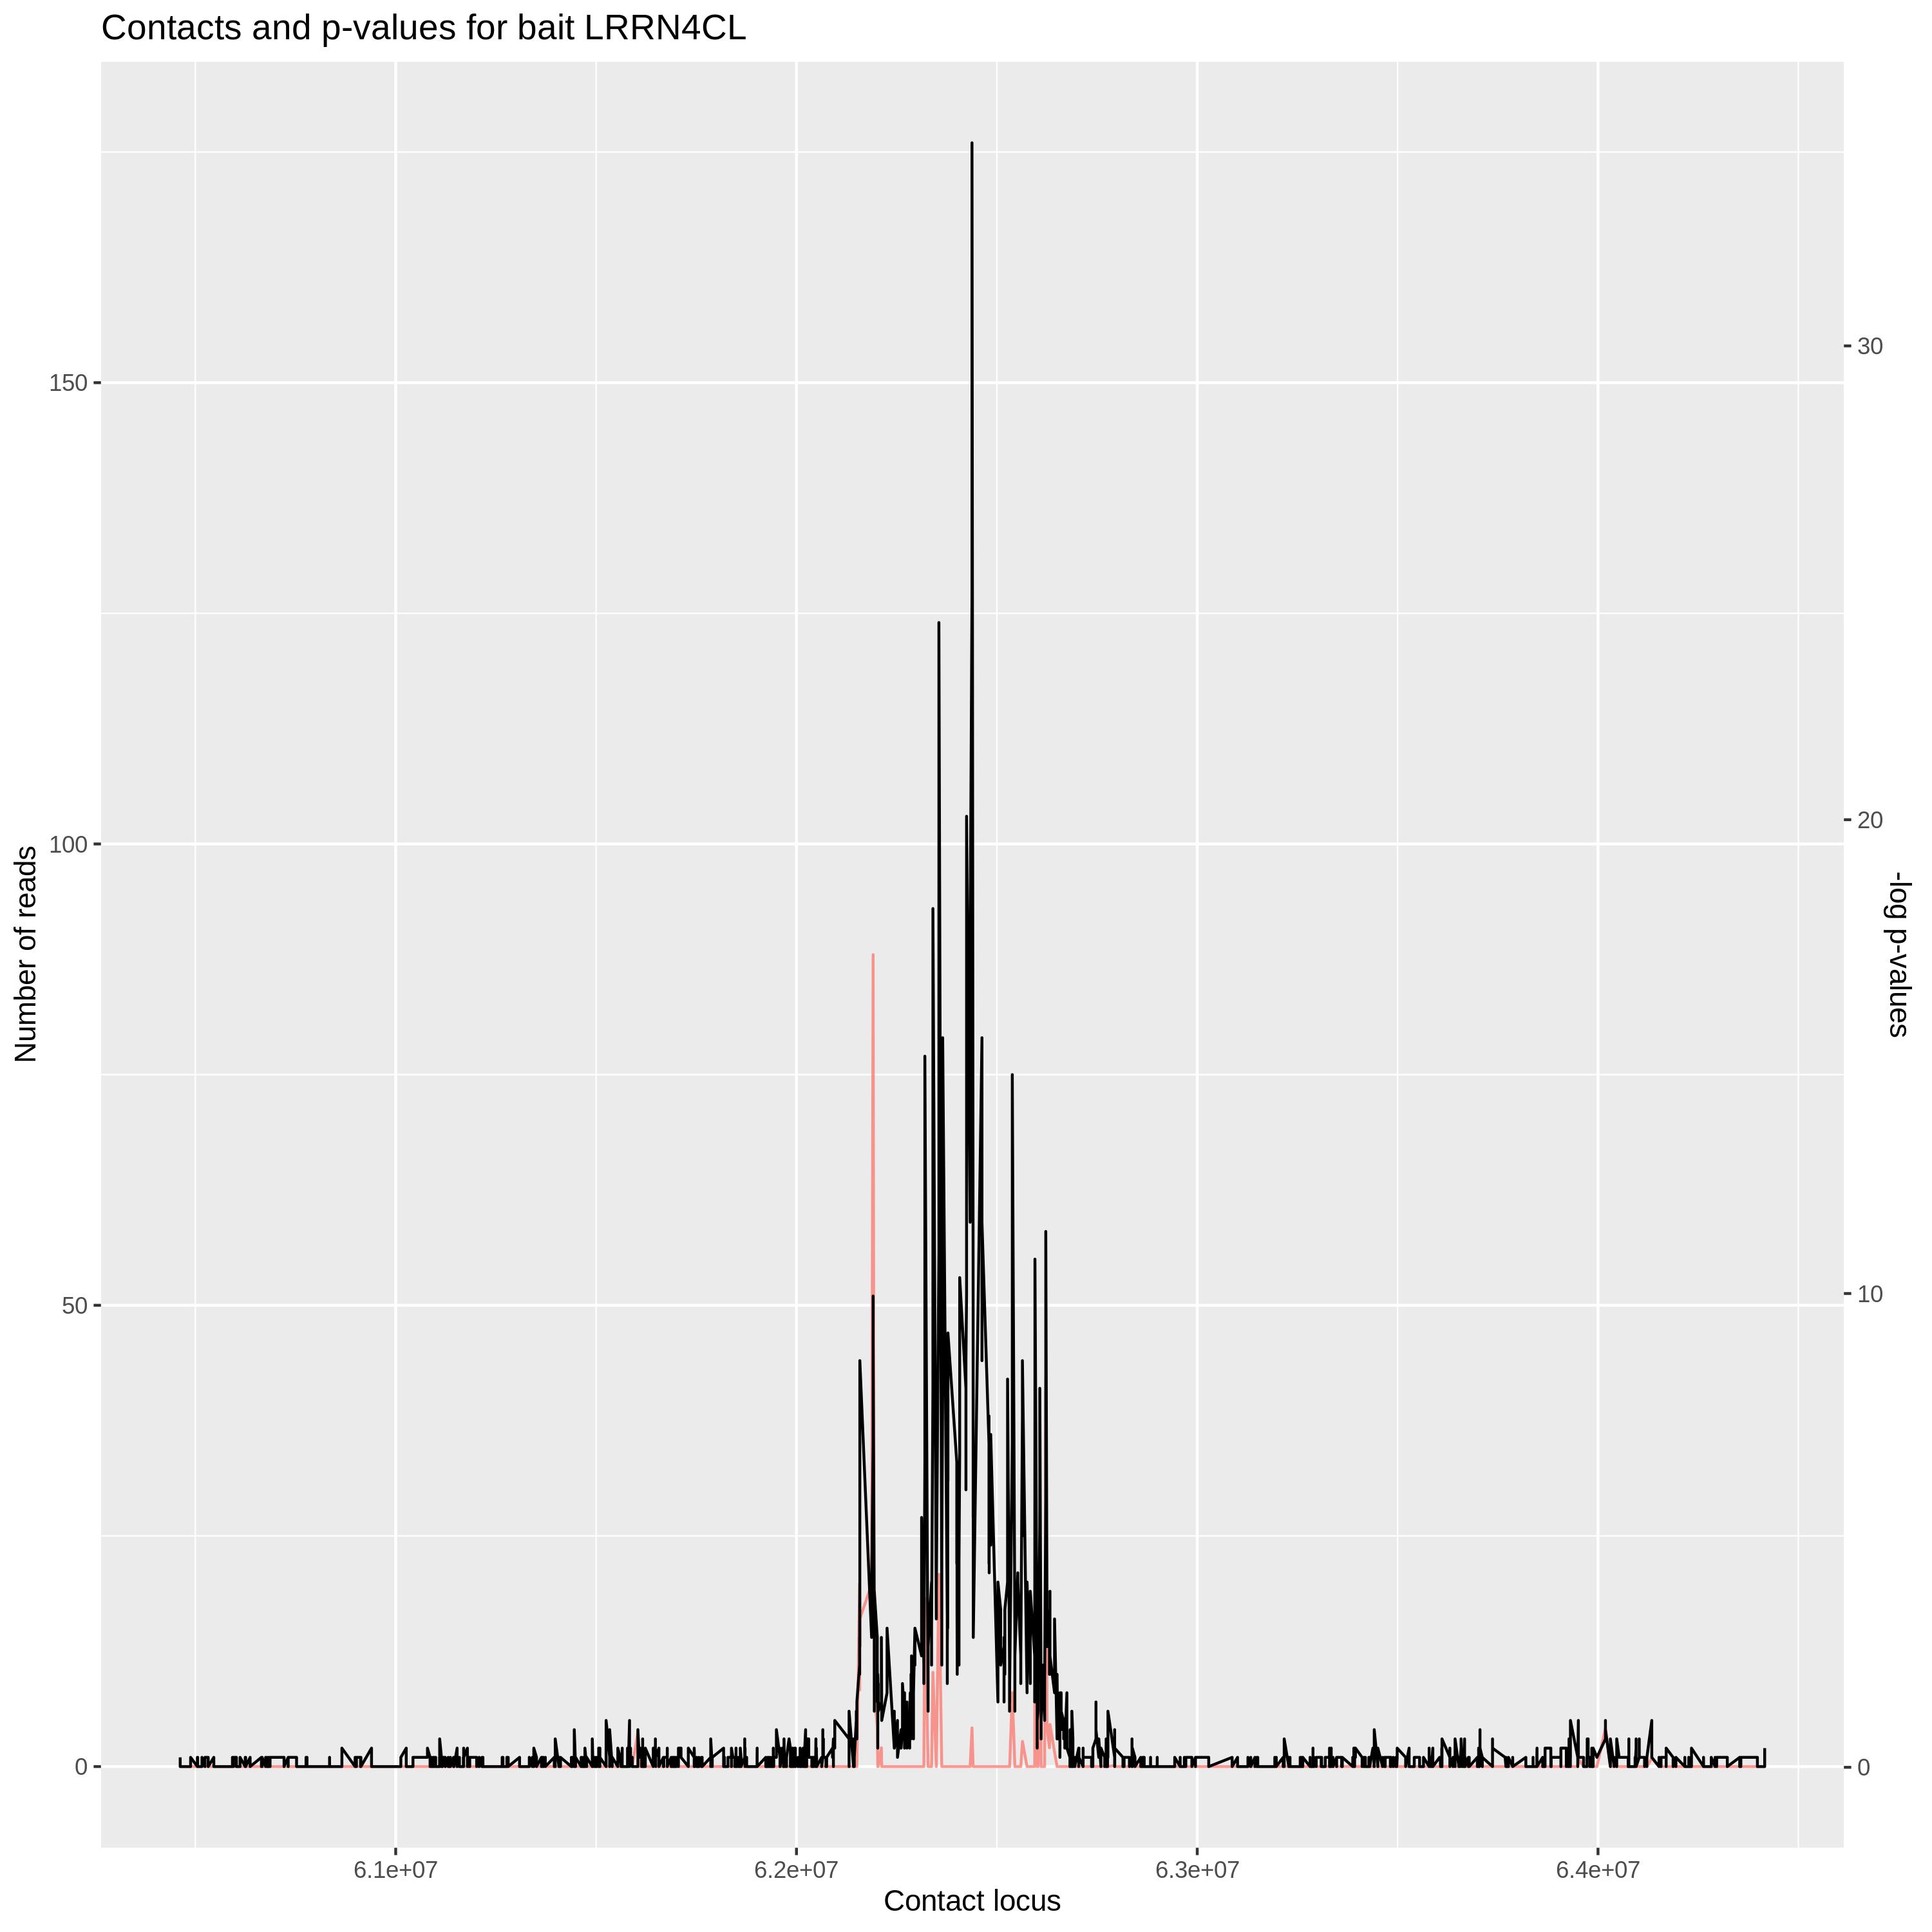 Contacts and p-values for bait LRRN4CL
150
100
50
0
Number of reads
30
20
10
0
-log p-values
6.1e+07 6.2e+07 6.3e+07 6.4e+07
Contact locus